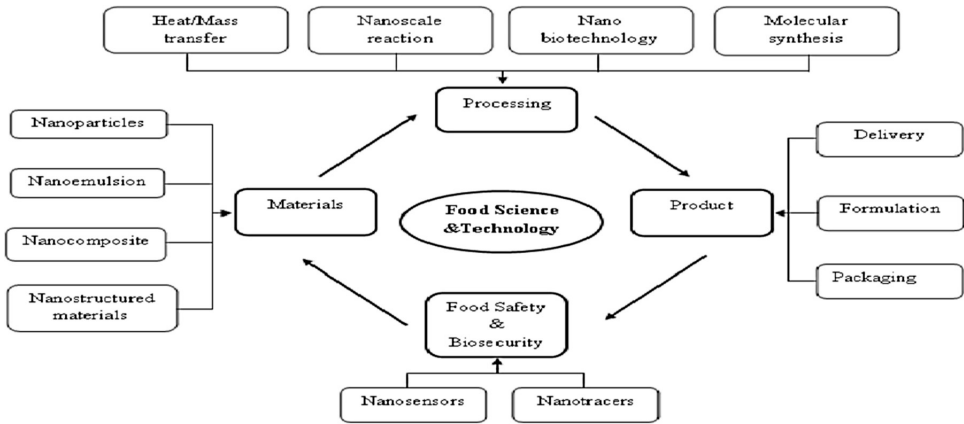 Heat/Mass
transfer
Nanoscale
reaction
Nano
biotechnology
Molecular
synthesis
Processing
Nanoparticles
Nanoemulsion
Nanocomposite
Nanostructured
materials
Materials
Food Science
&Technology
Product
Delivery
Formulation
Packaging
Food Safety
&
Biosecurity
Nanosensors
Nanotracers